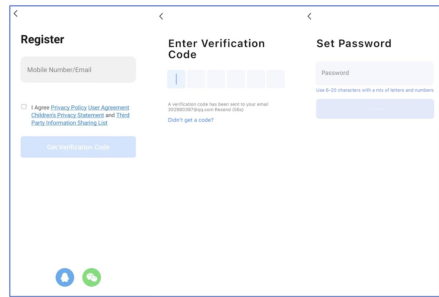 Register
Mobile Number/Email
I Agree Privacy Policy User Agreement
Children's Privacy Statement and Third
Party Information Sharing List
Get Verification Code
Enter Verification
Code
A verification code has been sent to your email
Resend
Didn't get a code?
Set Password
Password
Use 8-20 characters with a mix of letters and numbers